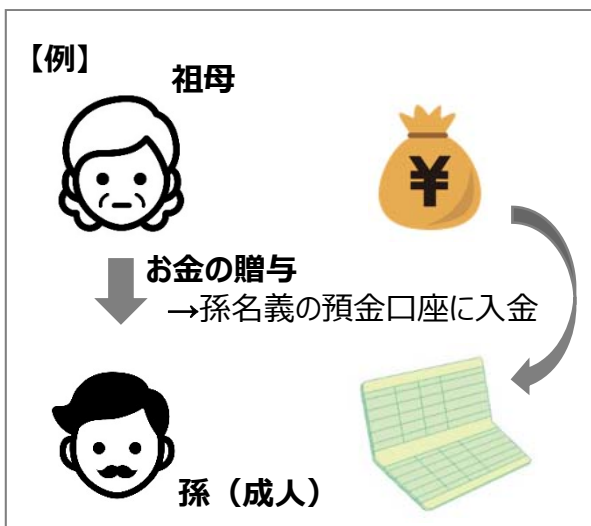 【例】
祖母
¥
お金の贈与
→孫名義の預金口座に入金
孫（成人）